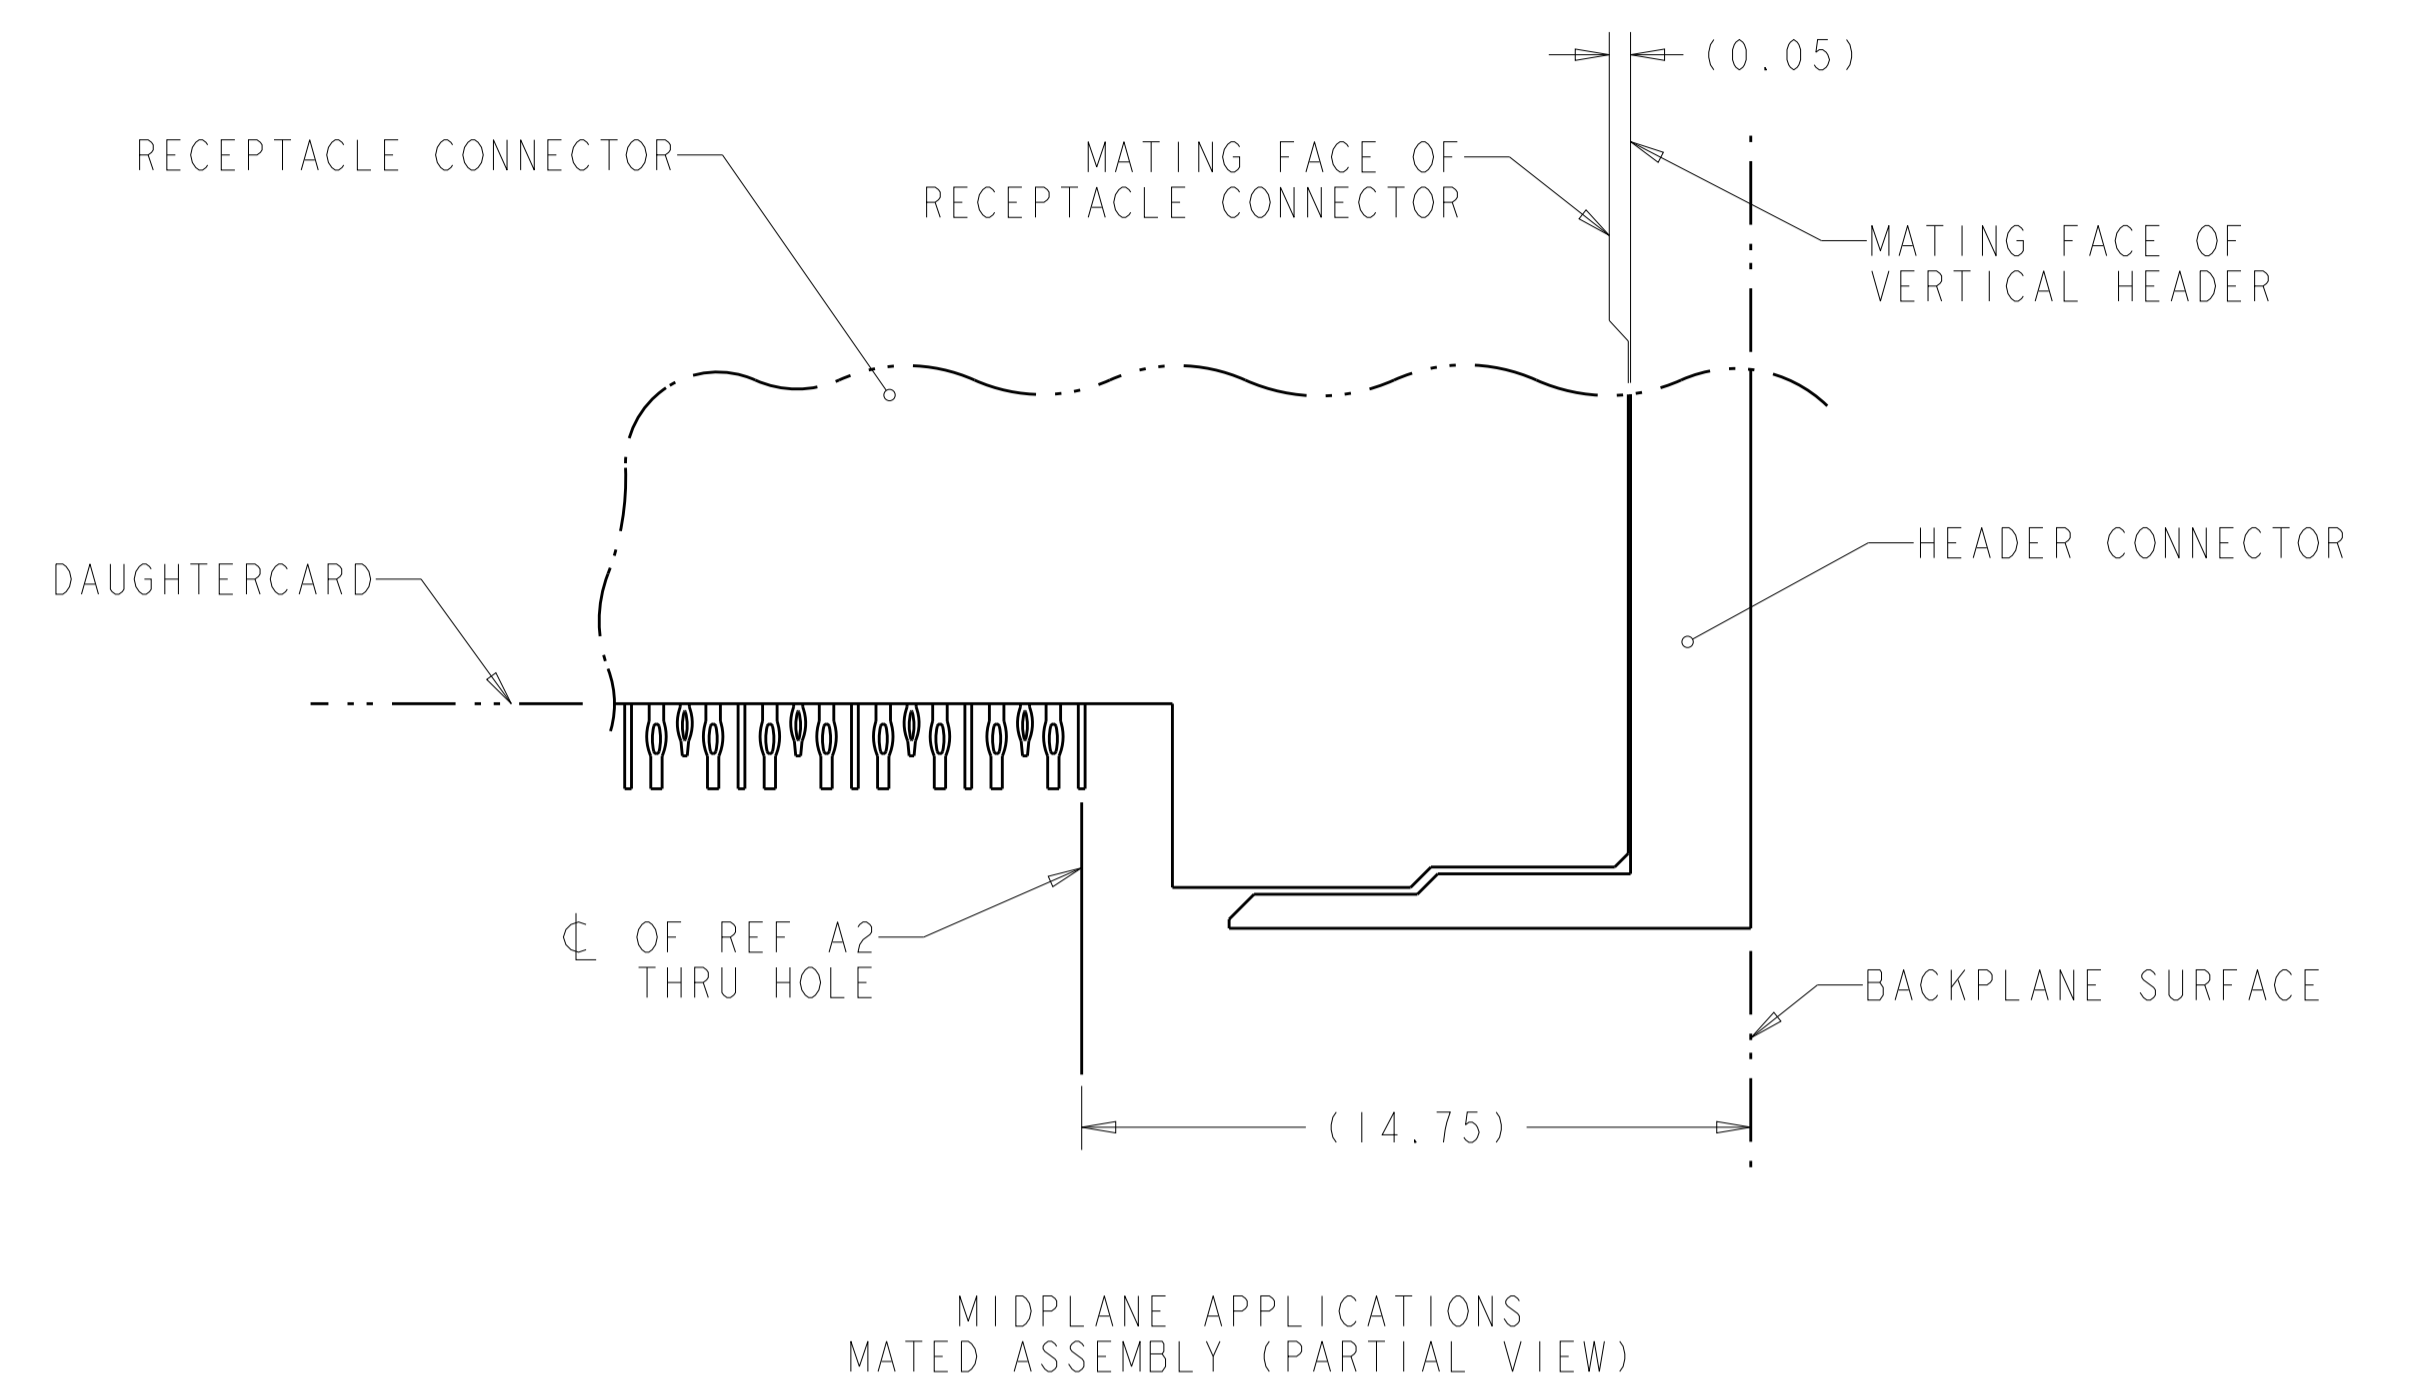 (0.05)
RECEPTACLE CONNECTOR
MATING FACE OF
RECEPTACLE CONNECTOR
MATING FACE OF
VERTICAL HEADER
HEADER CONNECTOR
DAUGHTERCARD
℄ OF REF A2
THRU HOLE
BACKPLANE SURFACE
(14.75)
MIDPLANE APPLICATIONS
MATED ASSEMBLY (PARTIAL VIEW)